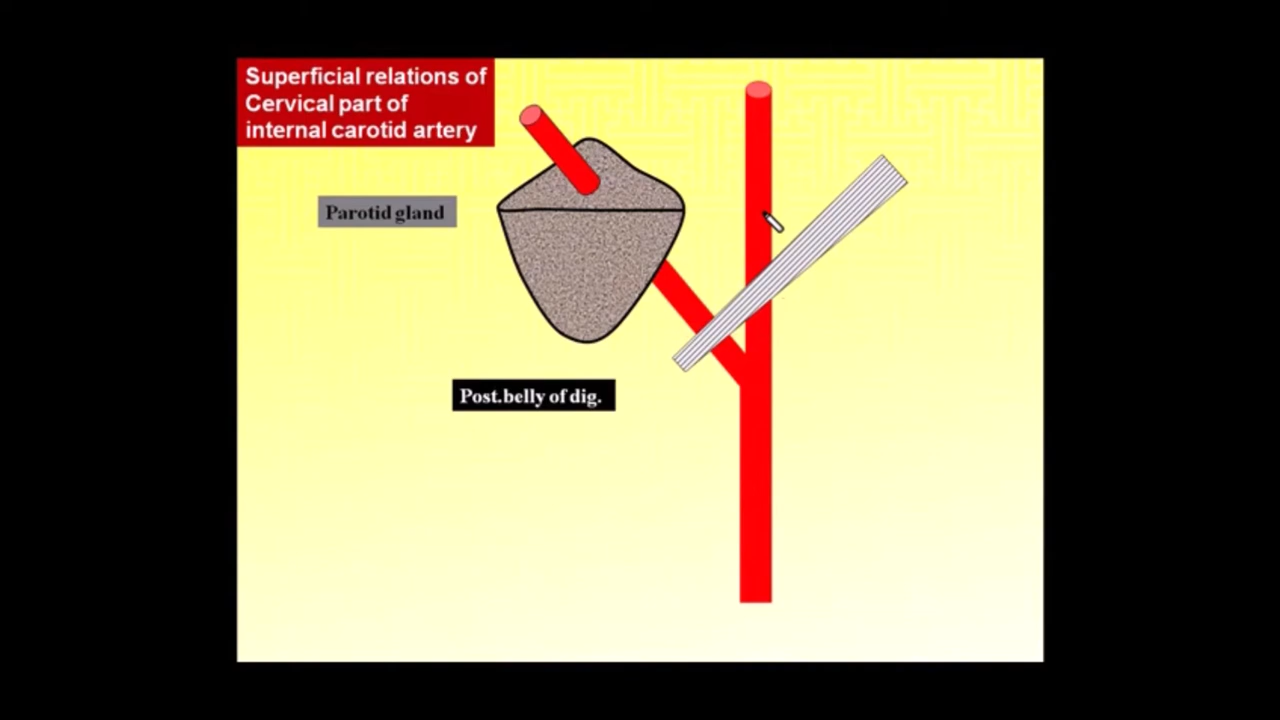 Superficial relations of
Cervical part of
internal carotid artery
Parotid gland
Post.belly of dig.